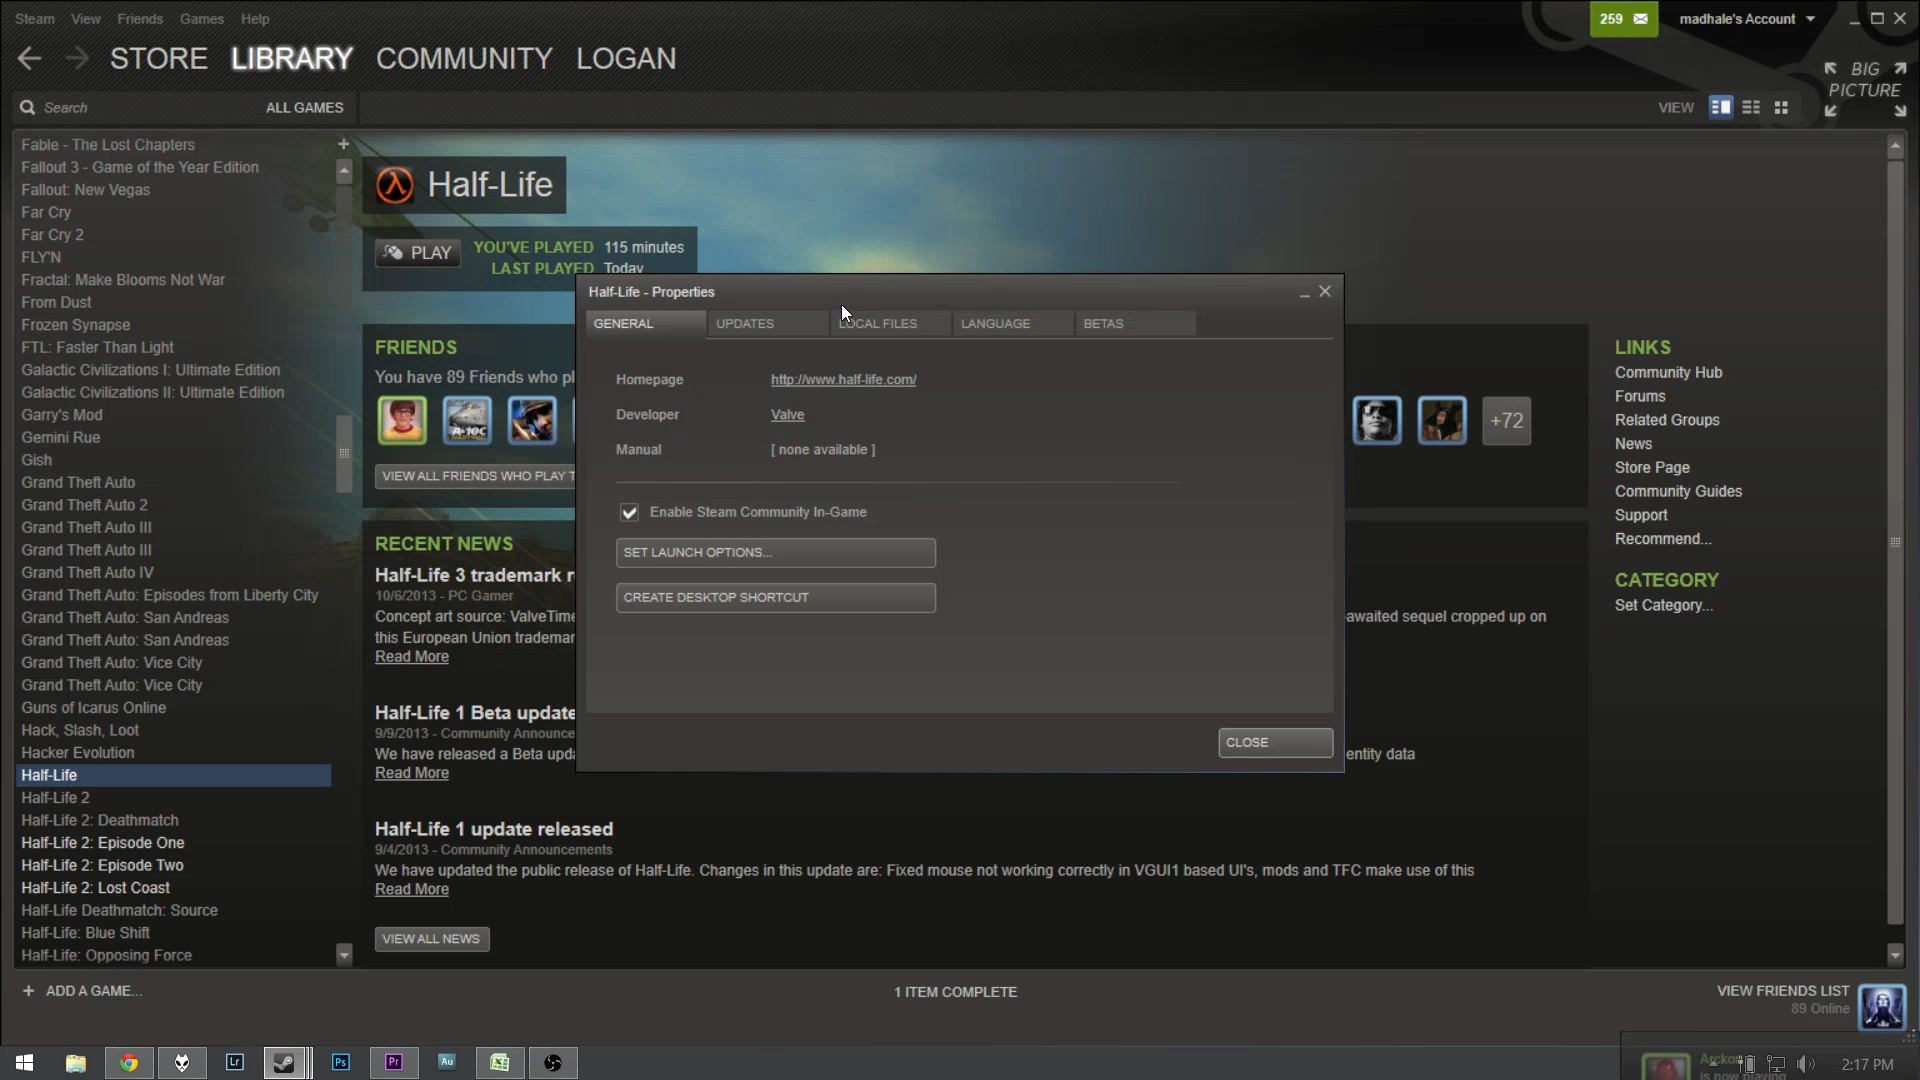 Steam View Friends Games Help
259
madhale's Account
STORE LIBRARY COMMUNITY LOGAN
BIG
PICTURE
Search
ALL GAMES
VIEW
Fable - The Lost Chapters
Fallout 3 - Game of the Year Edition
Fallout: New Vegas
Far Cry
Far Cry 2
FLY'N
Fractal: Make Blooms Not War
From Dust
Frozen Synapse
FTL: Faster Than Light
Galactic Civilizations I: Ultimate Edition
Galactic Civilizations II: Ultimate Edition
Garry's Mod
Gemini Rue
Gish
Grand Theft Auto
Grand Theft Auto 2
Grand Theft Auto III
Grand Theft Auto III
Grand Theft Auto IV
Grand Theft Auto: Episodes from Liberty City
Grand Theft Auto: San Andreas
Grand Theft Auto: San Andreas
Grand Theft Auto: Vice City
Grand Theft Auto: Vice City
Guns of Icarus Online
Hack, Slash, Loot
Hacker Evolution
Half-Life
Half-Life 2
Half-Life 2: Deathmatch
Half-Life 2: Episode One
Half-Life 2: Episode Two
Half-Life 2: Lost Coast
Half-Life Deathmatch: Source
Half-Life: Blue Shift
Half-Life: Opposing Force
+ ADD A GAME...
Half-Life
PLAY
YOU'VE PLAYED 115 minutes
LAST PLAYED Today
FRIENDS
You have 89 Friends who pl
A-10C
+72
VIEW ALL FRIENDS WHO PLAY T
RECENT NEWS
Half-Life 3 trademark r
10/6/2013 - PC Gamer
Concept art source: ValveTime awaited sequel cropped up on
this European Union trademar
Read More
Half-Life 1 Beta update
9/9/2013 - Community Announce
We have released a Beta upda entity data
Read More
Half-Life 1 update released
9/4/2013 - Community Announcements
We have updated the public release of Half-Life. Changes in this update are: Fixed mouse not working correctly in VGUI1 based UI's, mods and TFC make use of this
Read More
VIEW ALL NEWS
Half-Life - Properties
GENERAL UPDATES LOCAL FILES LANGUAGE BETAS
Homepage http://www.half-life.com/
Developer Valve
Manual [ none available ]
Enable Steam Community In-Game
SET LAUNCH OPTIONS...
CREATE DESKTOP SHORTCUT
CLOSE
LINKS
Community Hub
Forums
Related Groups
News
Store Page
Community Guides
Support
Recommend...
CATEGORY
Set Category...
1 ITEM COMPLETE
VIEW FRIENDS LIST
89 Online
Lr
Ps
Pr
Au
is now playing
2:17 PM